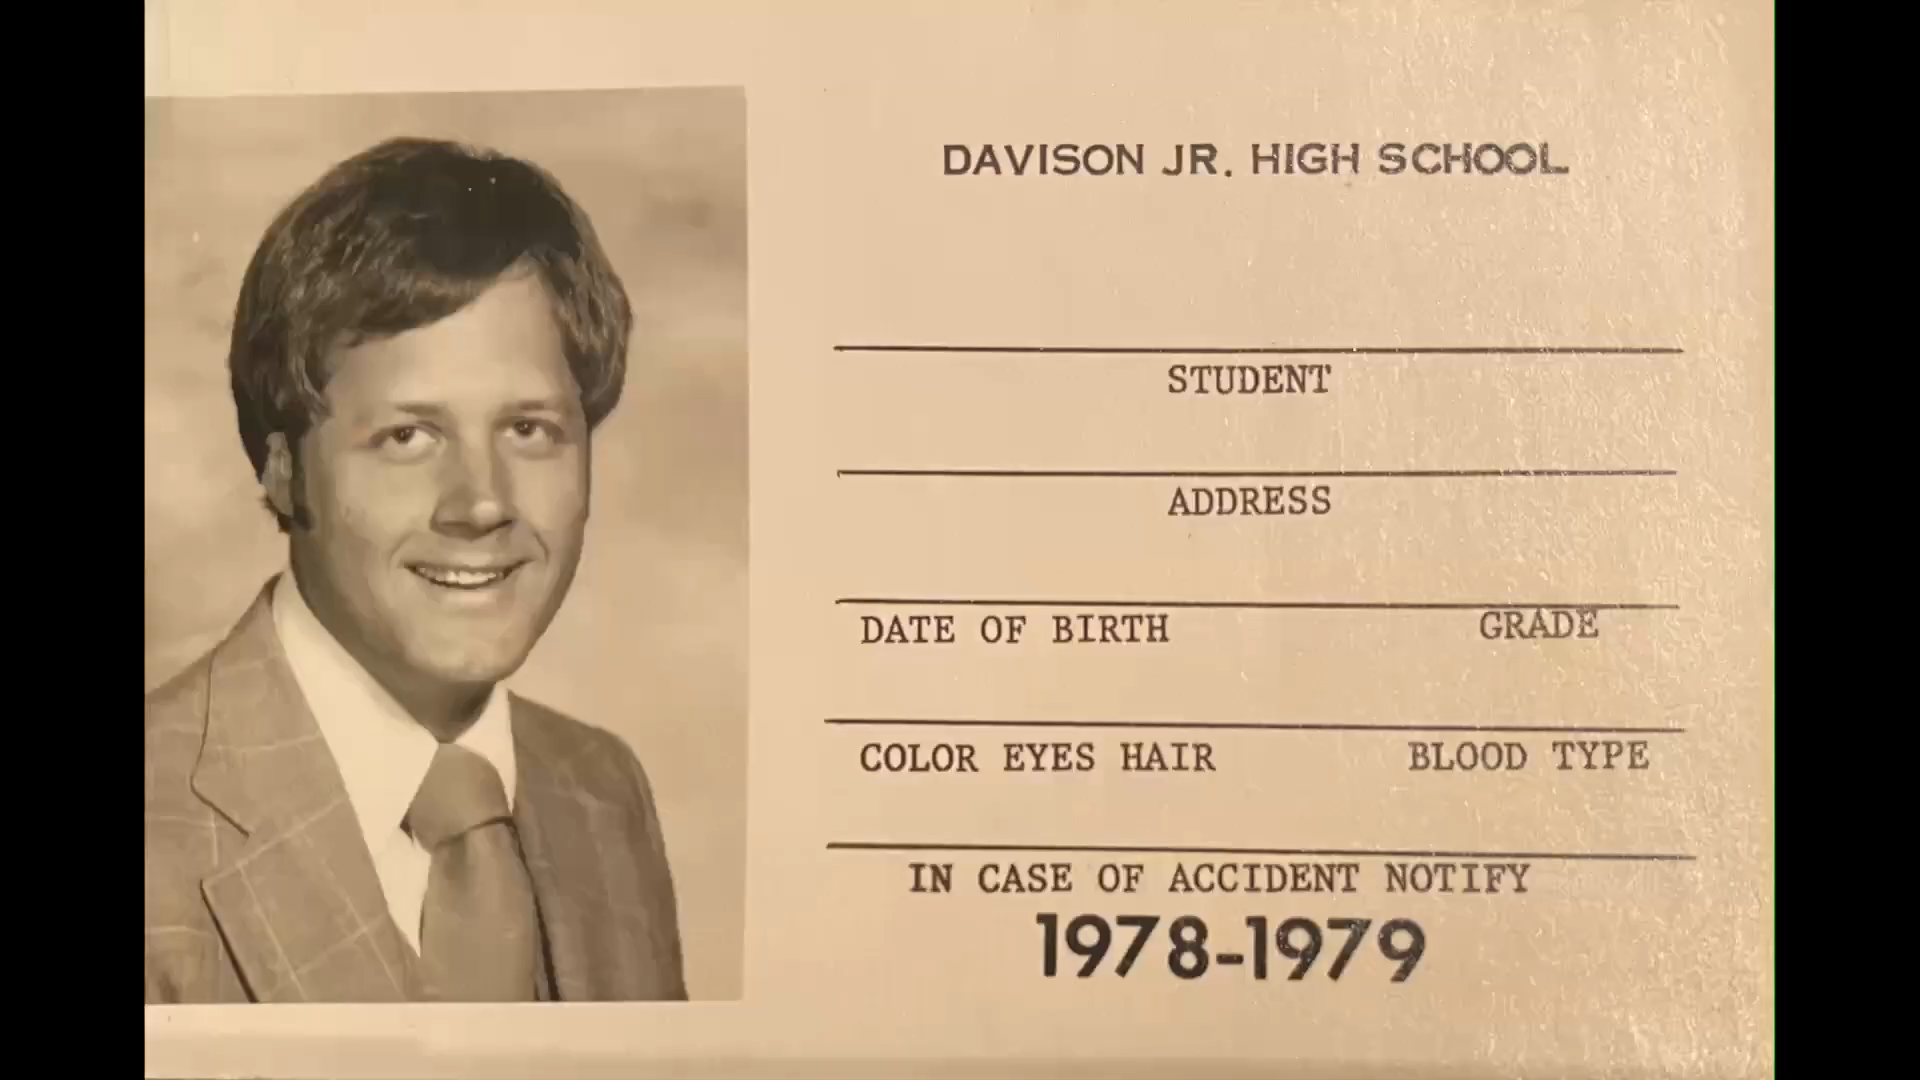 DAVISON JR. HIGH SCHOOL
STUDENT
ADDRESS
DATE OF BIRTH GRADE
COLOR EYES HAIR BLOOD TYPE
IN CASE OF ACCIDENT NOTIFY
1978-1979